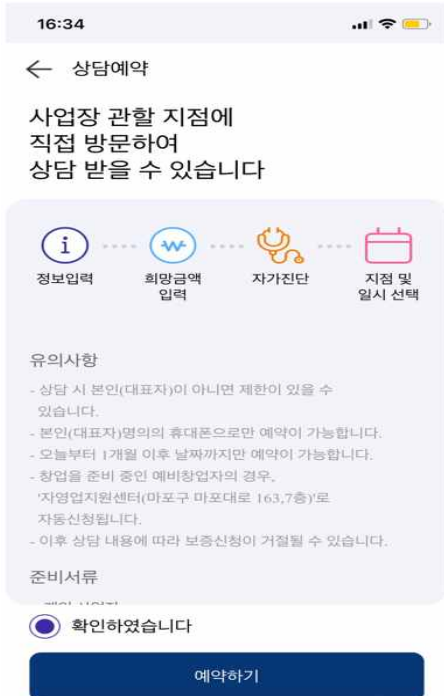 16:34
상담예약
사업장 관할 지점에
직접 방문하여
상담 받을 수 있습니다
정보입력 희망금액 자가진단 지점 및
입력 일시 선택
유의사항
- 상담 시 본인(대표자)이 아니면 제한이 있을 수
있습니다.
- 본인(대표자)명의의 휴대폰으로만 예약이 가능합니다.
- 오늘부터 1개월 이후 날짜까지만 예약이 가능합니다.
- 창업을 준비 중인 예비창업자의 경우,
'자영업지원센터(마포구 마포대로 163,7층)'로
자동신청됩니다.
- 이후 상담 내용에 따라 보증신청이 거절될 수 있습니다.
준비서류
확인하였습니다
예약하기